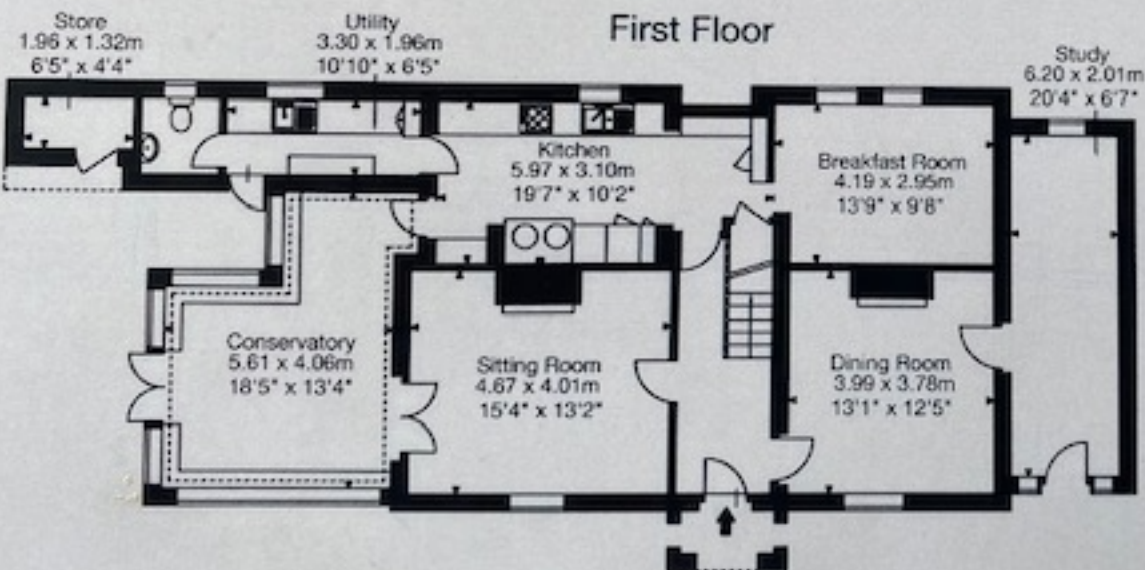 First Floor
Store
1.96 x 1.32m
6'5" x 4'4"
Utility
3.30 x 1.96m
10'10" x 6'5"
Study
6.20 x 2.01m
20'4" x 6'7"
Kitchen
5.97 x 3.10m
19'7" x 10'2"
Breakfast Room
4.19 x 2.95m
13'9" x 9'8"
Conservatory
5.61 x 4.06m
18'5" x 13'4"
Sitting Room
4.67 x 4.01m
15'4" x 13'2"
Dining Room
3.99 x 3.78m
13'1" x 12'5"